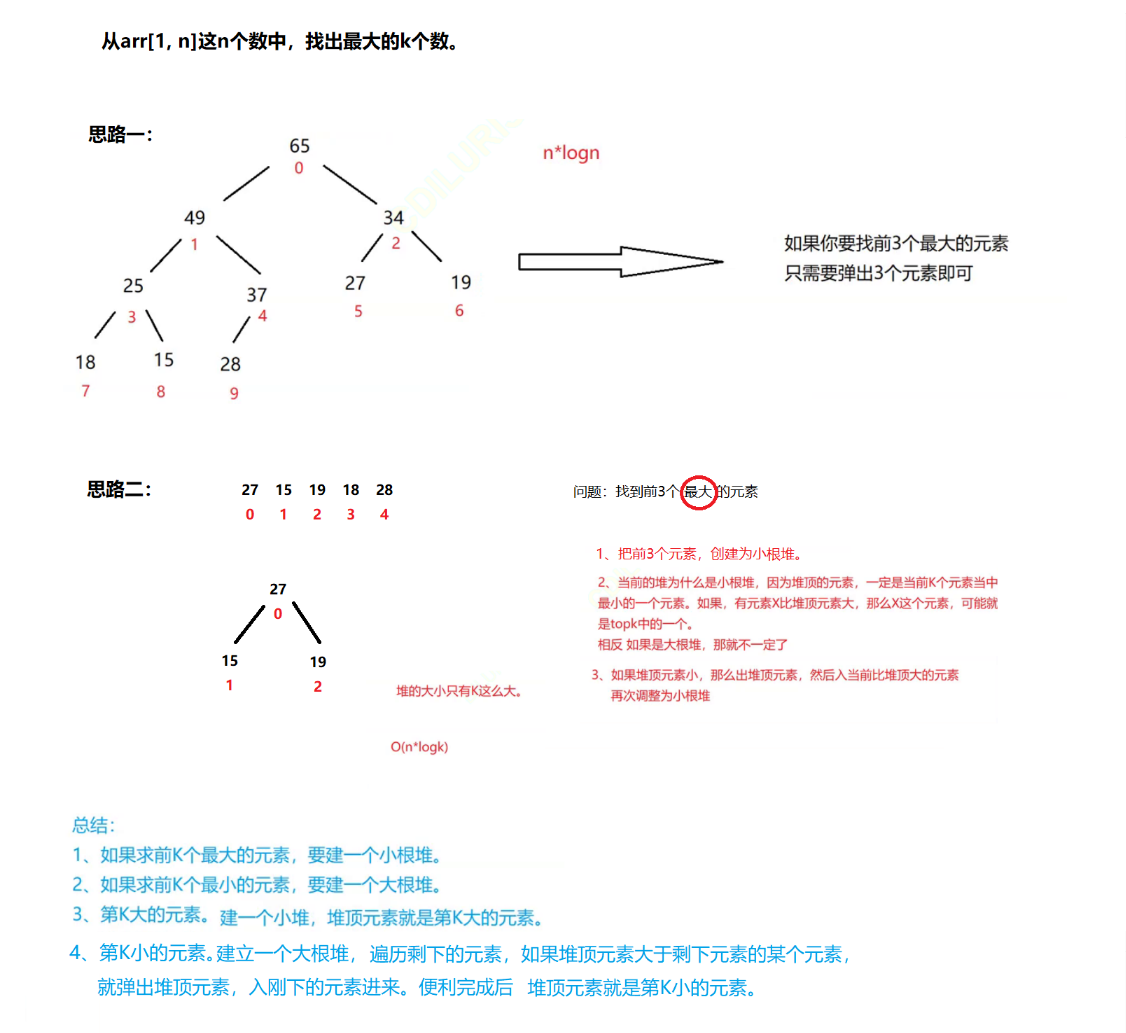 从arr[1, n]这n个数中，找出最大的k个数。
思路一：
65
0
n*logn
49
1
34
2
如果你要找前3个最大的元素
只需要弹出3个元素即可
25
3
37
4
27
5
19
6
18
7
15
8
28
9
思路二：
27 15 19 18 28
0 1 2 3 4
问题：找到前3个最大的元素
1、把前3个元素，创建为小根堆。
2、当前的堆为什么是小根堆，因为堆顶的元素，一定是当前K个元素当中
最小的一个元素。如果，有元素X比堆顶元素大，那么X这个元素，可能就
是topk中的一个。
相反 如果是大根堆，那就不一定了
3、如果堆顶元素小，那么出堆顶元素，然后入当前比堆顶大的元素
再次调整为小根堆
27
0
15
1
19
2
堆的大小只有K这么大。
O(n*logk)
总结：
1、如果求前K个最大的元素，要建一个小根堆。
2、如果求前K个最小的元素，要建一个大根堆。
3、第K大的元素。建一个小堆，堆顶元素就是第K大的元素。
4、第K小的元素。建立一个大根堆， 遍历剩下的元素，如果堆顶元素大于剩下元素的某个元素，
就弹出堆顶元素，入刚下的元素进来。便利完成后 堆顶元素就是第K小的元素。